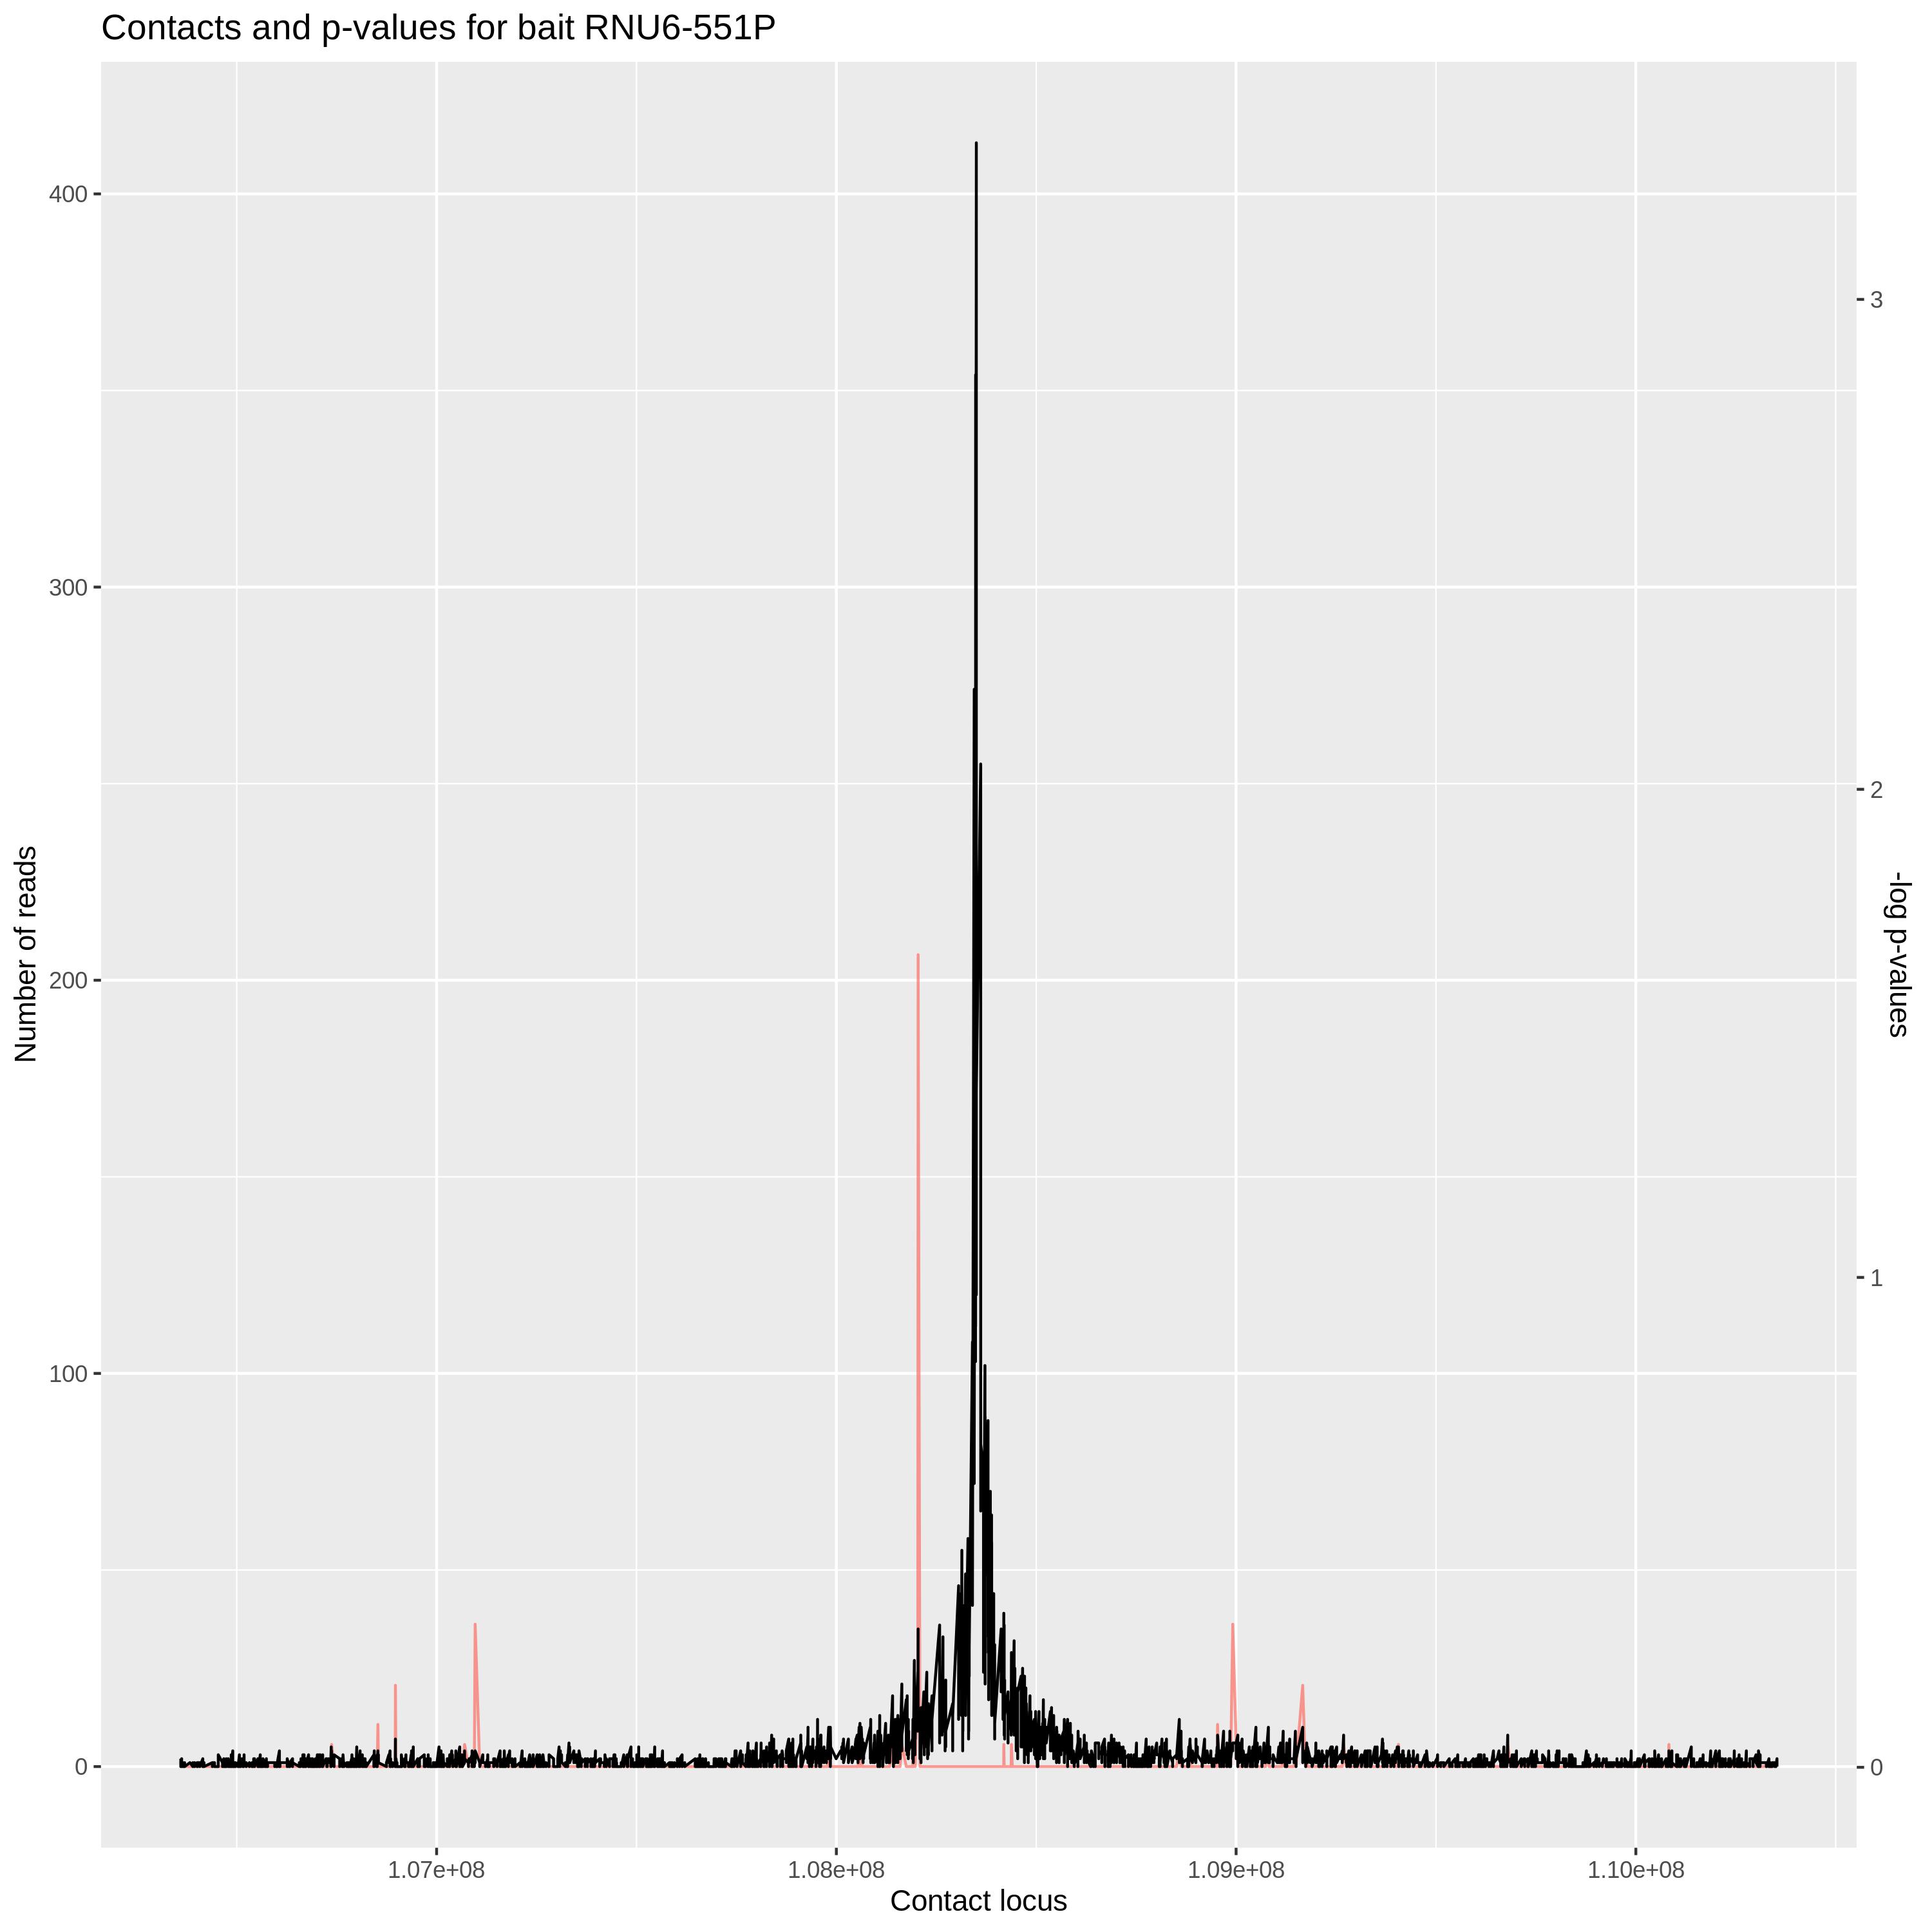 Contacts and p-values for bait RNU6-551P
400
300
200
100
0
Number of reads
3
2
1
0
-log p-values
1.07e+08
1.08e+08
1.09e+08
1.10e+08
Contact locus